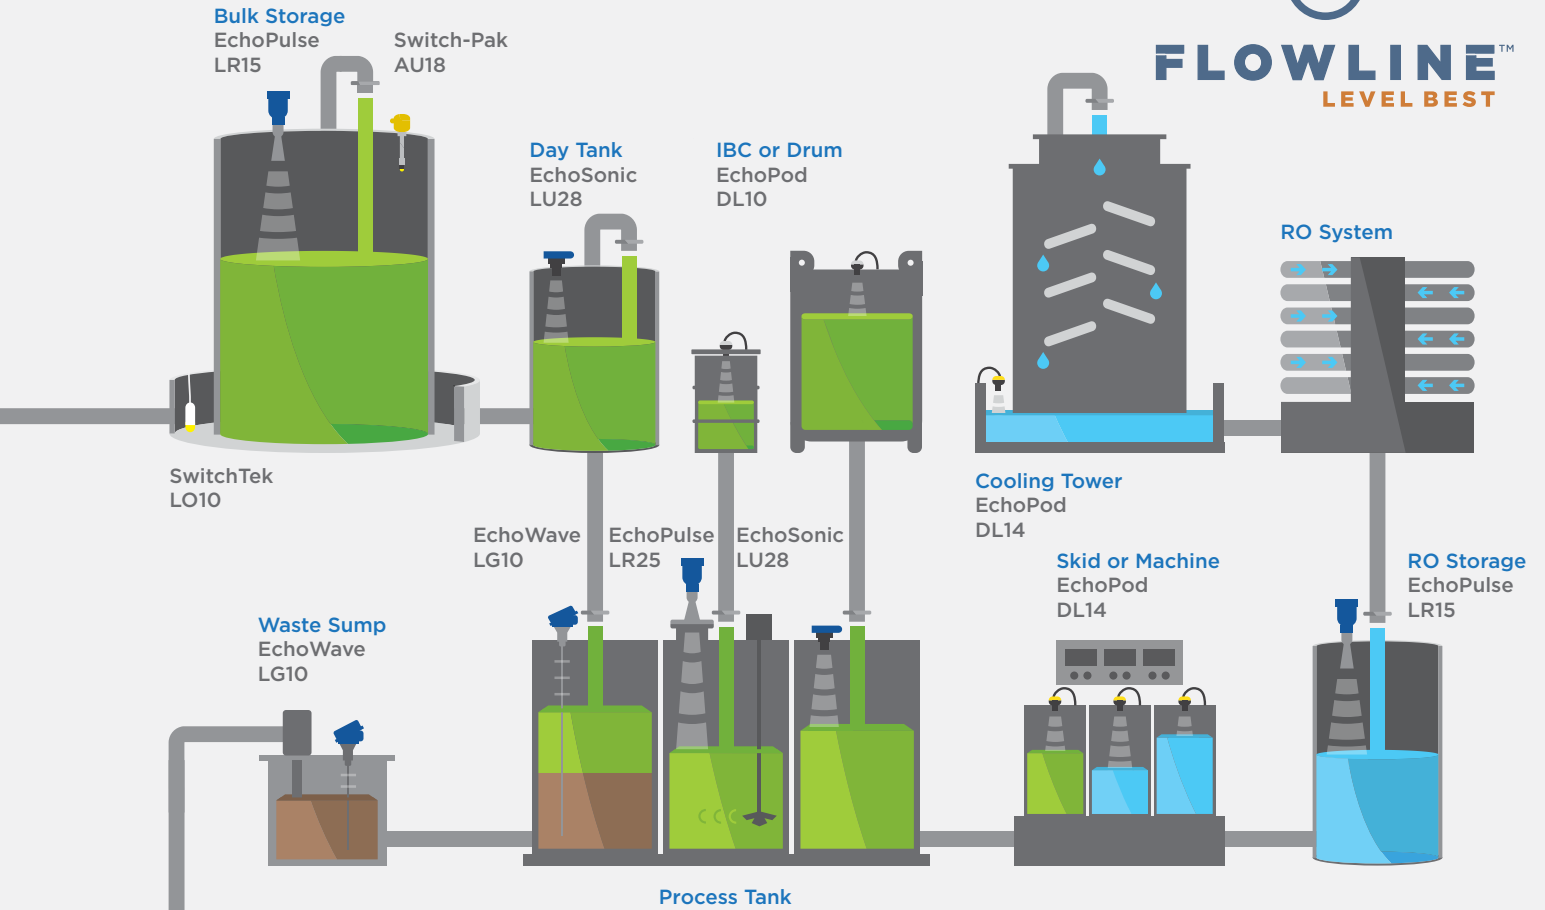 Bulk Storage
EchoPulse
LR15
Switch-Pak
AU18
FLOWLINE™
LEVEL BEST
Day Tank
EchoSonic
LU28
IBC or Drum
EchoPod
DL10
RO System
SwitchTek
LO10
Cooling Tower
EchoPod
DL14
EchoWave
LG10
EchoPulse
LR25
EchoSonic
LU28
Skid or Machine
EchoPod
DL14
RO Storage
EchoPulse
LR15
Waste Sump
EchoWave
LG10
Process Tank